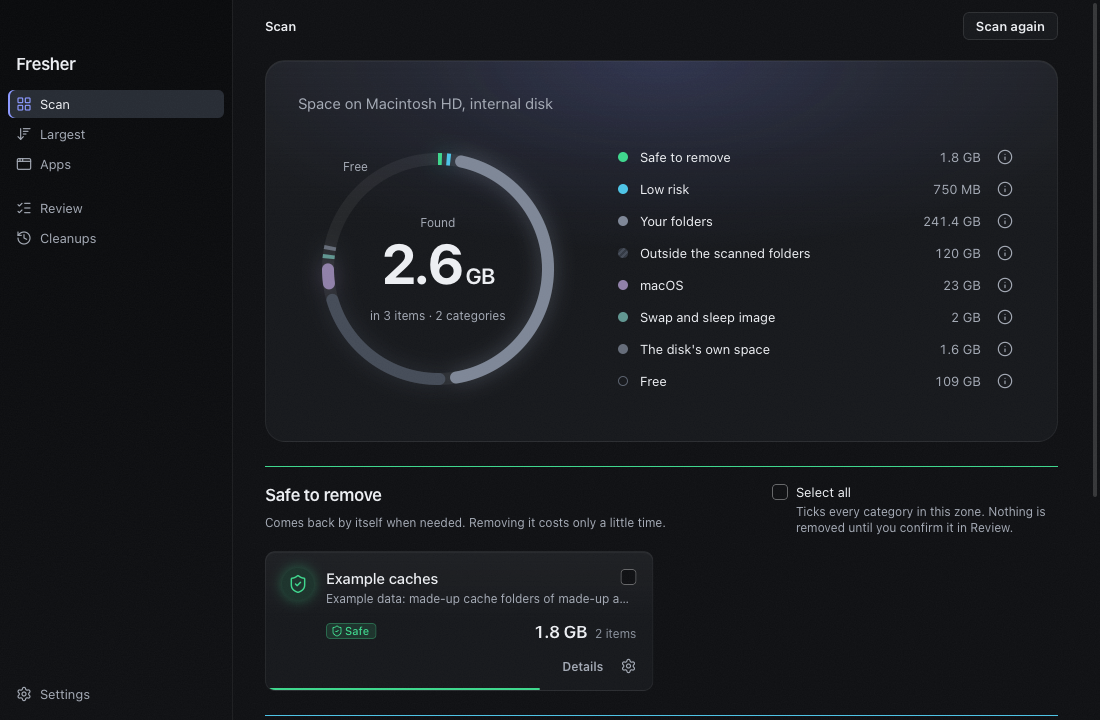 Fresher
Scan
Largest
Apps
Review
Cleanups
Settings
Scan
Scan again
Space on Macintosh HD, internal disk
Free
Found
2.6 GB
in 3 items · 2 categories
Safe to remove 1.8 GB
Low risk 750 MB
Your folders 241.4 GB
Outside the scanned folders 120 GB
macOS 23 GB
Swap and sleep image 2 GB
The disk's own space 1.6 GB
Free 109 GB
Safe to remove
Comes back by itself when needed. Removing it costs only a little time.
Select all
Ticks every category in this zone. Nothing is
removed until you confirm it in Review.
Example caches
Example data: made-up cache folders of made-up a...
Safe
1.8 GB 2 items
Details